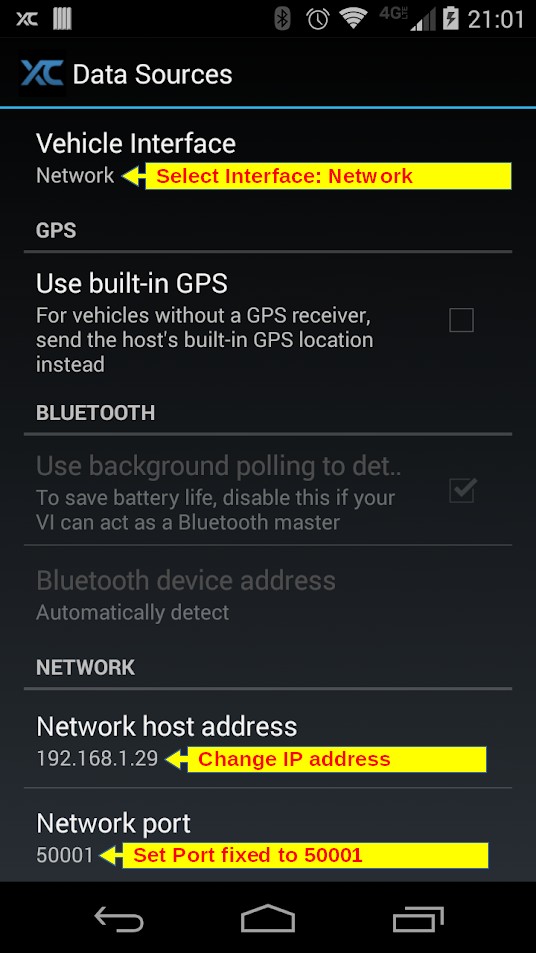 XC 4G LTE 21:01
XC Data Sources
Vehicle Interface
Network Select Interface: Network
GPS
Use built-in GPS
For vehicles without a GPS receiver,
send the host's built-in GPS location
instead
BLUETOOTH
Use background polling to det..
To save battery life, disable this if your
VI can act as a Bluetooth master
Bluetooth device address
Automatically detect
NETWORK
Network host address
192.168.1.29 Change IP address
Network port
50001 Set Port fixed to 50001